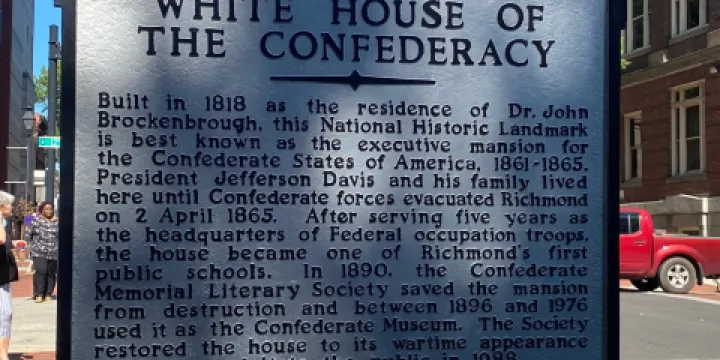 WHITE HOUSE OF
THE CONFEDERACY
Built in 1818 as the residence of Dr. John
Brockenbrough, this National Historic Landmark
is best known as the executive mansion for
the Confederate States of America, 1861-1865.
President Jefferson Davis and his family lived
here until Confederate forces evacuated Richmond
on 2 April 1865. After serving five years as
the headquarters of Federal occupation troops,
the house became one of Richmond's first
public schools. In 1890, the Confederate
Memorial Literary Society saved the mansion
from destruction and between 1896 and 1976
used it as the Confederate Museum. The Society
restored the house to its wartime appearance
public in 1988.